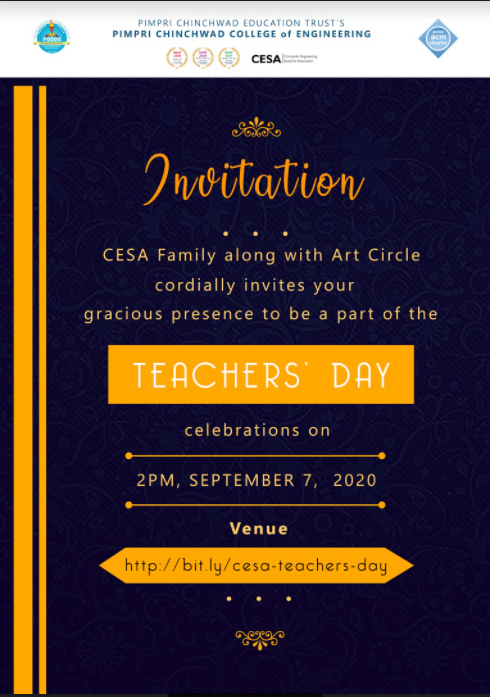 PIMPRI CHINCHWAD EDUCATION TRUST'S
PIMPRI CHINCHWAD COLLEGE of ENGINEERING
CESA
acm
Invitation
CESA Family along with Art Circle
cordially invites your
gracious presence to be a part of the
TEACHERS' DAY
celebrations on
2PM, SEPTEMBER 7, 2020
Venue
http://bit.ly/cesa-teachers-day